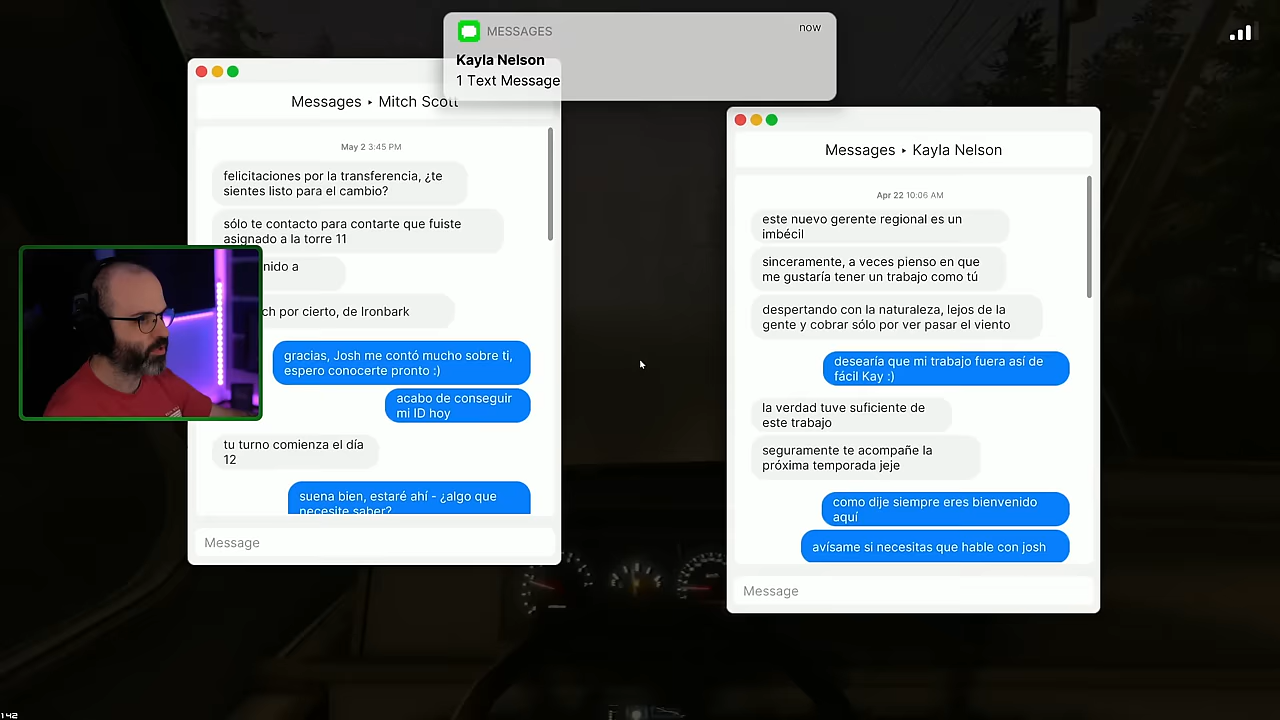 MESSAGES
now
Kayla Nelson
1 Text Message
Messages ▸ Mitch Scott
May 2 3:45 PM
felicitaciones por la transferencia, ¿te
sientes listo para el cambio?
sólo te contacto para contarte que fuiste
asignado a la torre 11
nido a
ch por cierto, de Ironbark
gracias, Josh me contó mucho sobre ti,
espero conocerte pronto :)
acabo de conseguir
mi ID hoy
tu turno comienza el día
12
suena bien, estaré ahí - ¿algo que
necesite saber?
Message
Messages ▸ Kayla Nelson
Apr 22 10:06 AM
este nuevo gerente regional es un
imbécil
sinceramente, a veces pienso en que
me gustaría tener un trabajo como tú
despertando con la naturaleza, lejos de la
gente y cobrar sólo por ver pasar el viento
desearía que mi trabajo fuera así de
fácil Kay :)
la verdad tuve suficiente de
este trabajo
seguramente te acompañe la
próxima temporada jeje
como dije siempre eres bienvenido
aquí
avísame si necesitas que hable con josh
Message
142